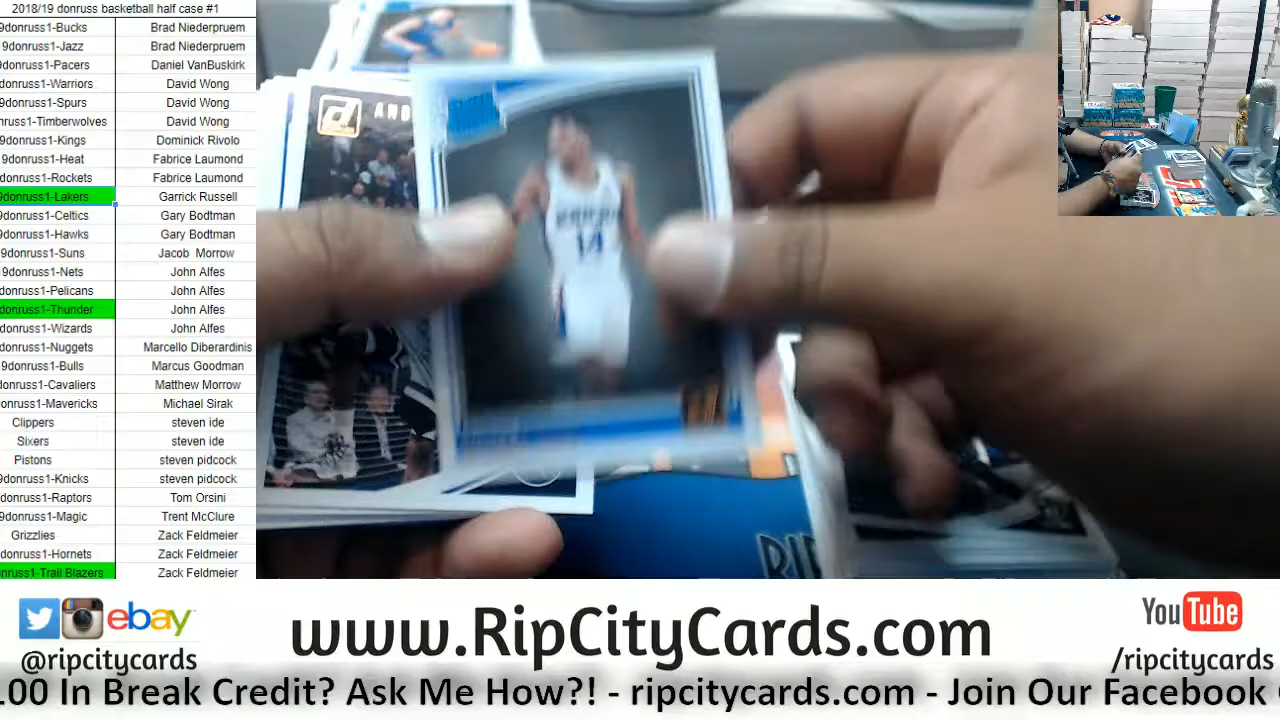 2018/19 donruss basketball half case #1
9donruss1-Bucks Brad Niederpruem
9donruss1-Jazz Brad Niederpruem
9donruss1-Pacers Daniel VanBuskirk
donruss1-Warriors David Wong
9donruss1-Spurs David Wong
nruss1-Timberwolves David Wong
9donruss1-Kings Dominick Rivolo
9donruss1-Heat Fabrice Laumond
donruss1-Rockets Fabrice Laumond
9donruss1-Lakers Garrick Russell
donruss1-Celtics Gary Bodtman
9donruss1-Hawks Gary Bodtman
9donruss1-Suns Jacob Morrow
9donruss1-Nets John Alfes
donruss1-Pelicans John Alfes
donruss1-Thunder John Alfes
donruss1-Wizards John Alfes
donruss1-Nuggets Marcello Diberardinis
9donruss1-Bulls Marcus Goodman
donruss1-Cavaliers Matthew Morrow
onruss1-Mavericks Michael Sirak
Clippers steven ide
Sixers steven ide
Pistons steven pidcock
9donruss1-Knicks steven pidcock
donruss1-Raptors Tom Orsini
9donruss1-Magic Trent McClure
Grizzlies Zack Feldmeier
donruss1-Hornets Zack Feldmeier
nruss1-Trail Blazers Zack Feldmeier
14
RIP
ebay
@ripcitycards
www.RipCityCards.com
YouTube
/ripcitycards
.00 In Break Credit? Ask Me How?! - ripcitycards.com - Join Our Facebook